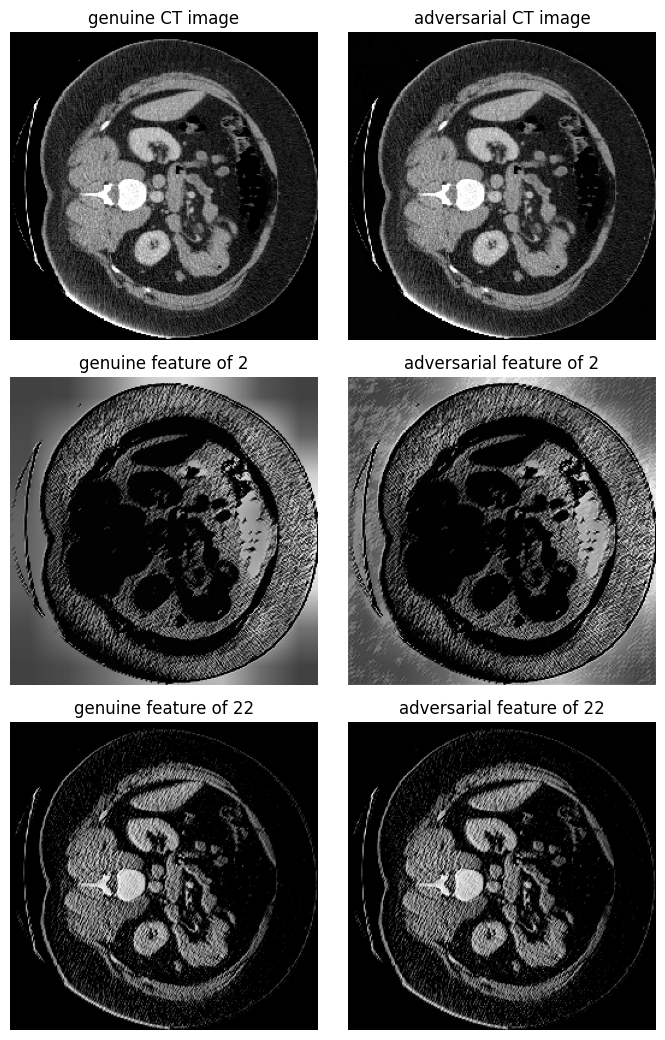 genuine CT image
adversarial CT image
genuine feature of 2
adversarial feature of 2
genuine feature of 22
adversarial feature of 22